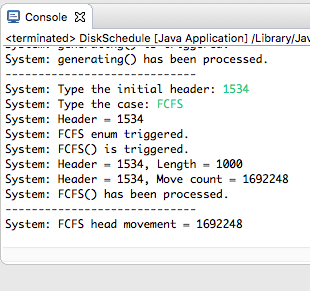 Console
<terminated> DiskSchedule [Java Application] /Library/Jav
System: generating() is triggered.
System: generating() has been processed.
----------------------------
System: Type the initial header: 1534
System: Type the case: FCFS
System: Header = 1534
System: FCFS enum triggered.
System: FCFS() is triggered.
System: Header = 1534, Length = 1000
System: Header = 1534, Move count = 1692248
System: FCFS() has been processed.
----------------------------
System: FCFS head movement = 1692248